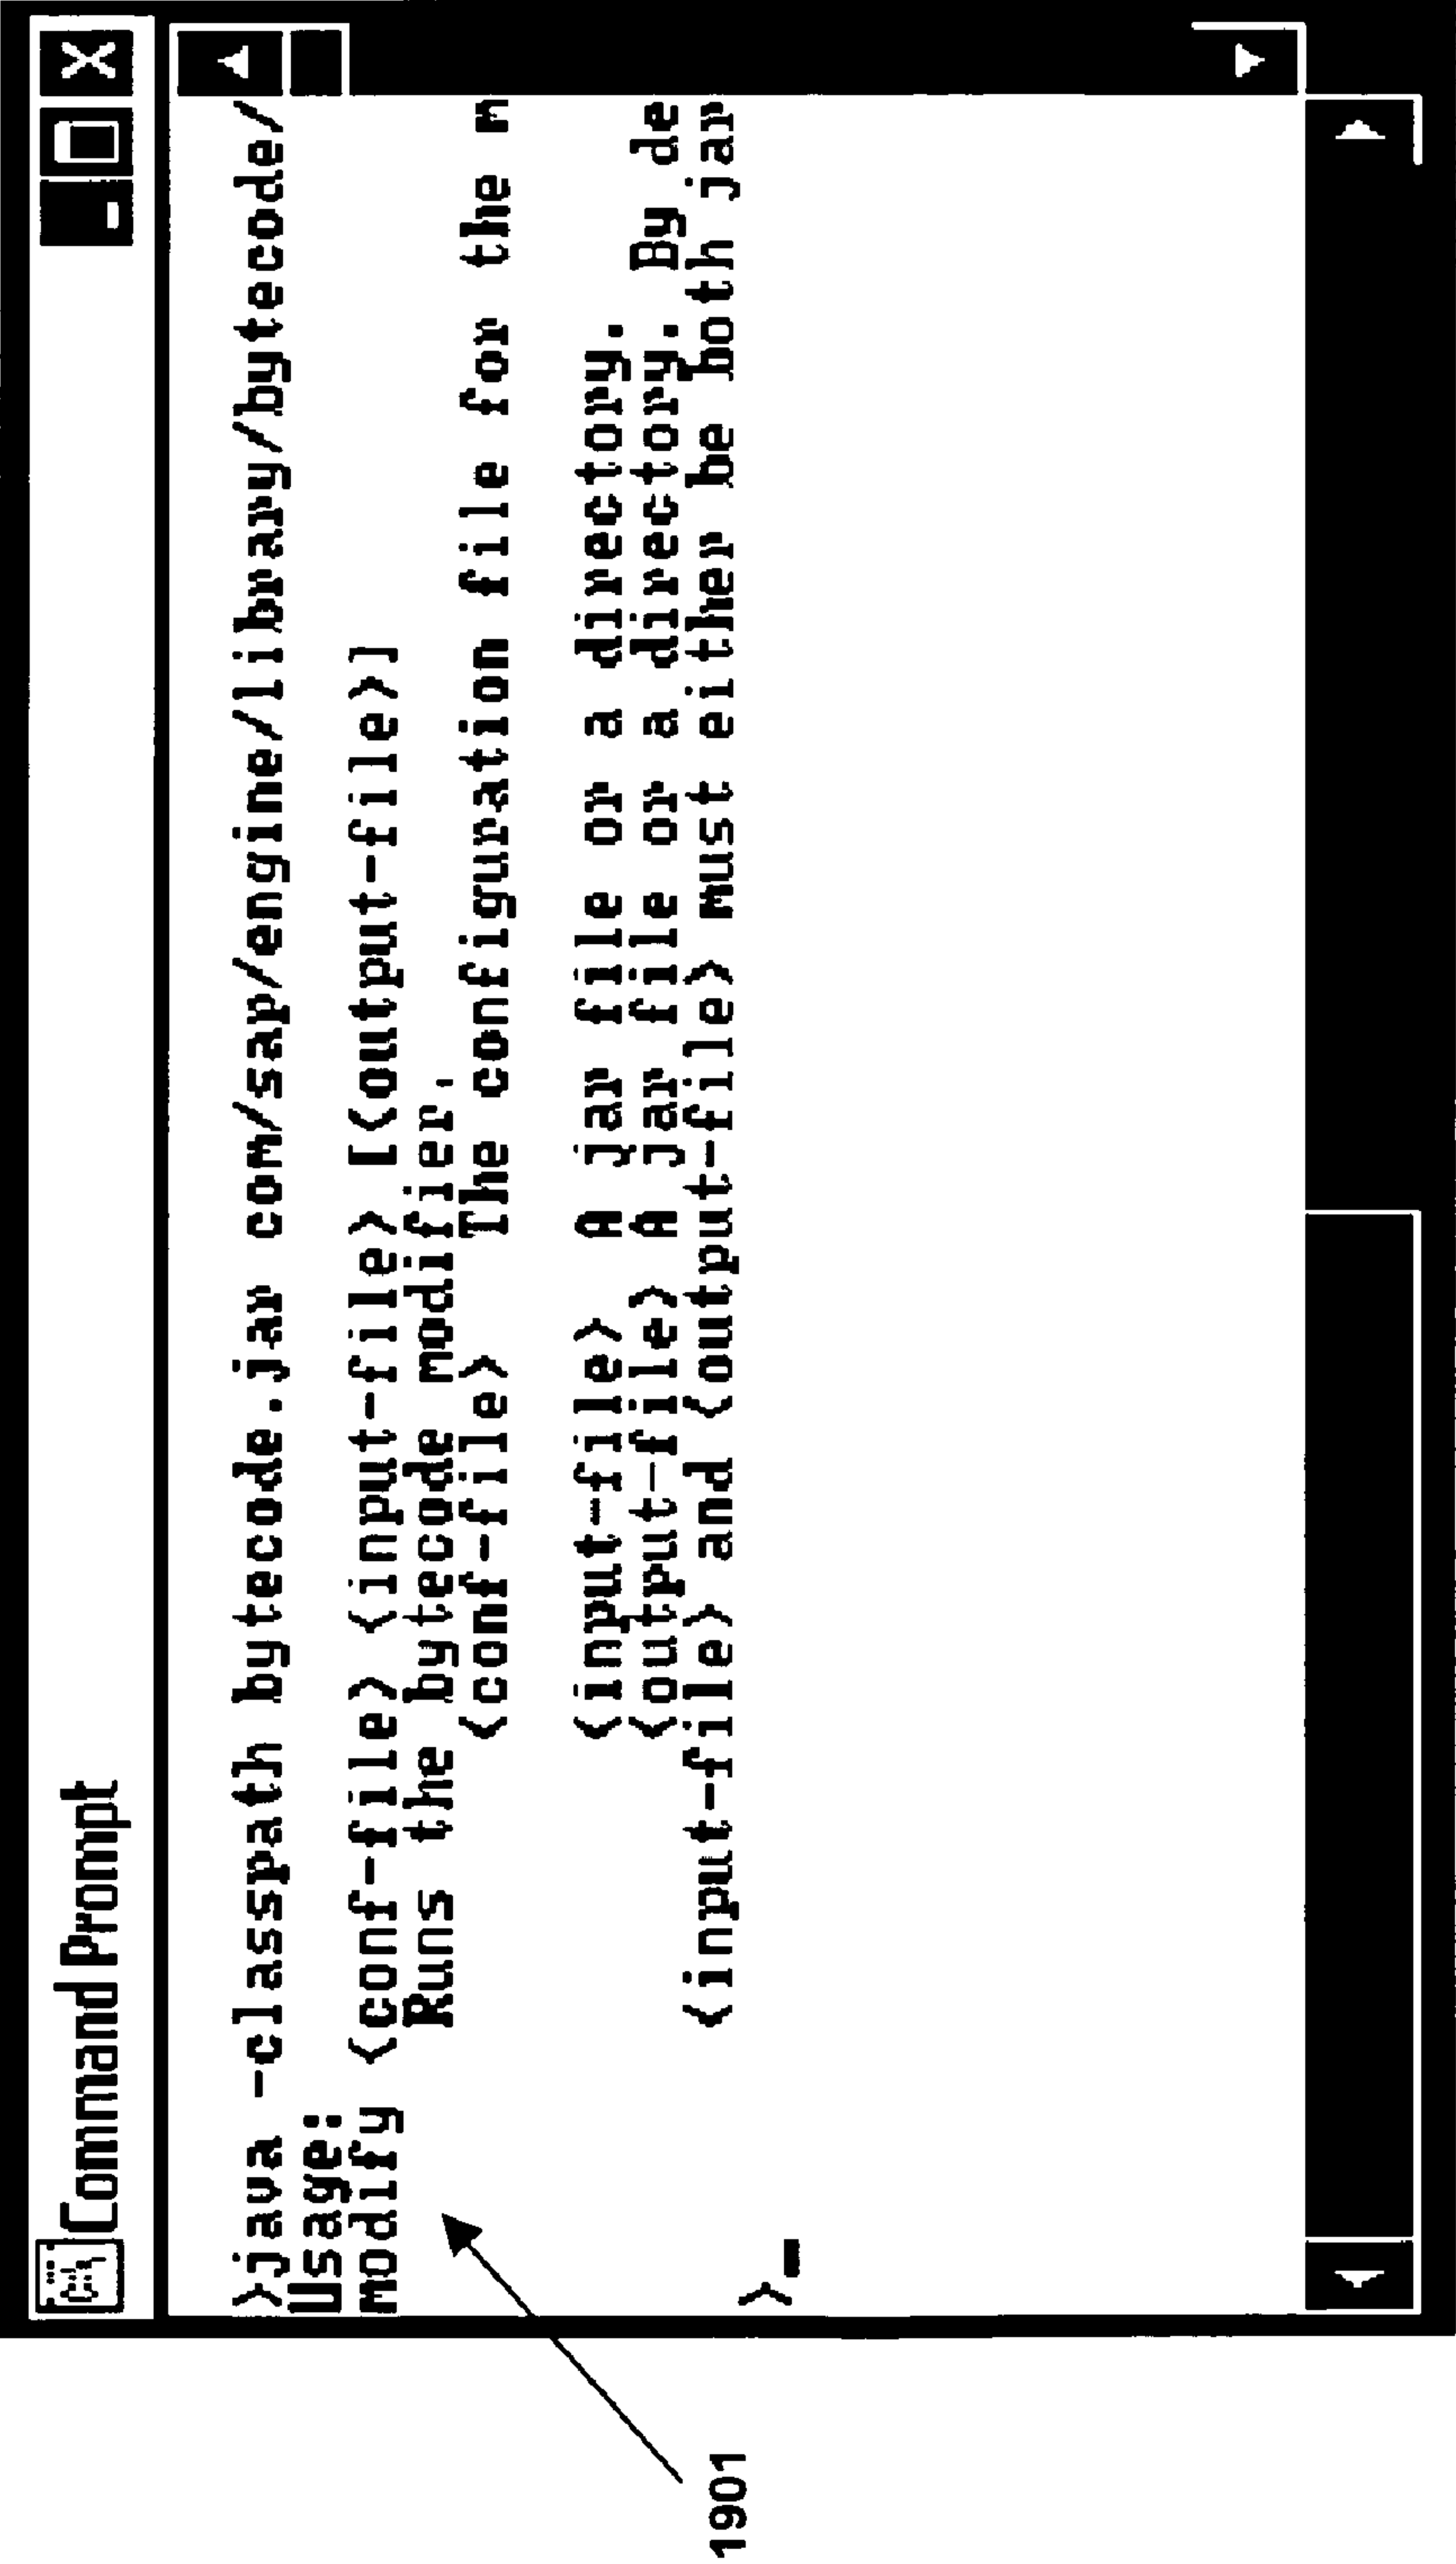 Command Prompt
>java -classpath bytecode.jar com/sap/engine/library/bytecode/
Usage:
modify <conf-file> <input-file> [<output-file>]
Runs the bytecode modifier.
<conf-file> The configuration file for the m
<input-file> A jar file or a directory.
<output-file> A jar file or a directory. By de
<input-file> and <output-file> must either be both jar
>_
1901